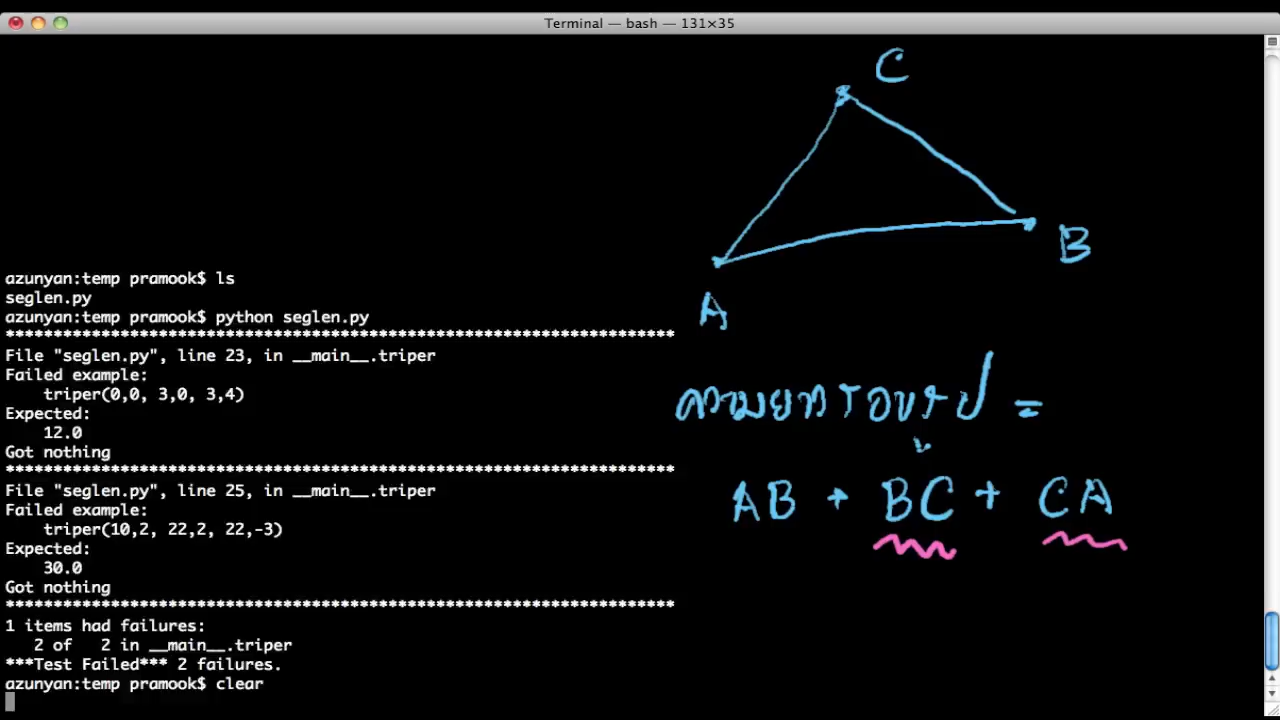 Terminal — bash — 131×35
azunyan:temp pramook$ ls
seglen.py
azunyan:temp pramook$ python seglen.py
**********************************************************************
File "seglen.py", line 23, in __main__.triper
Failed example:
    triper(0,0, 3,0, 3,4)
Expected:
    12.0
Got nothing
**********************************************************************
File "seglen.py", line 25, in __main__.triper
Failed example:
    triper(10,2, 22,2, 22,-3)
Expected:
    30.0
Got nothing
**********************************************************************
1 items had failures:
   2 of   2 in __main__.triper
***Test Failed*** 2 failures.
azunyan:temp pramook$ clear
C
B
A
ความยาวรอบรูป =
AB + BC + CA